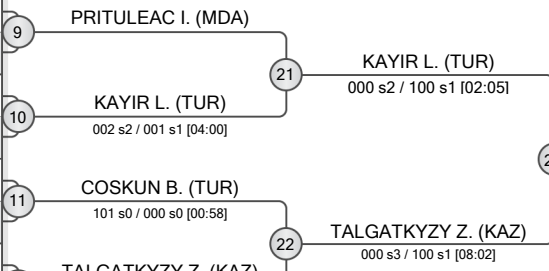 PRITULEAC I. (MDA)
9
KAYIR L. (TUR)
21
000 s2 / 100 s1 [02:05]
KAYIR L. (TUR)
10
002 s2 / 001 s1 [04:00]
COSKUN B. (TUR)
11
101 s0 / 000 s0 [00:58]
TALGATKYZY Z. (KAZ)
22
000 s3 / 100 s1 [08:02]
TALGATKYZY Z. (KAZ)